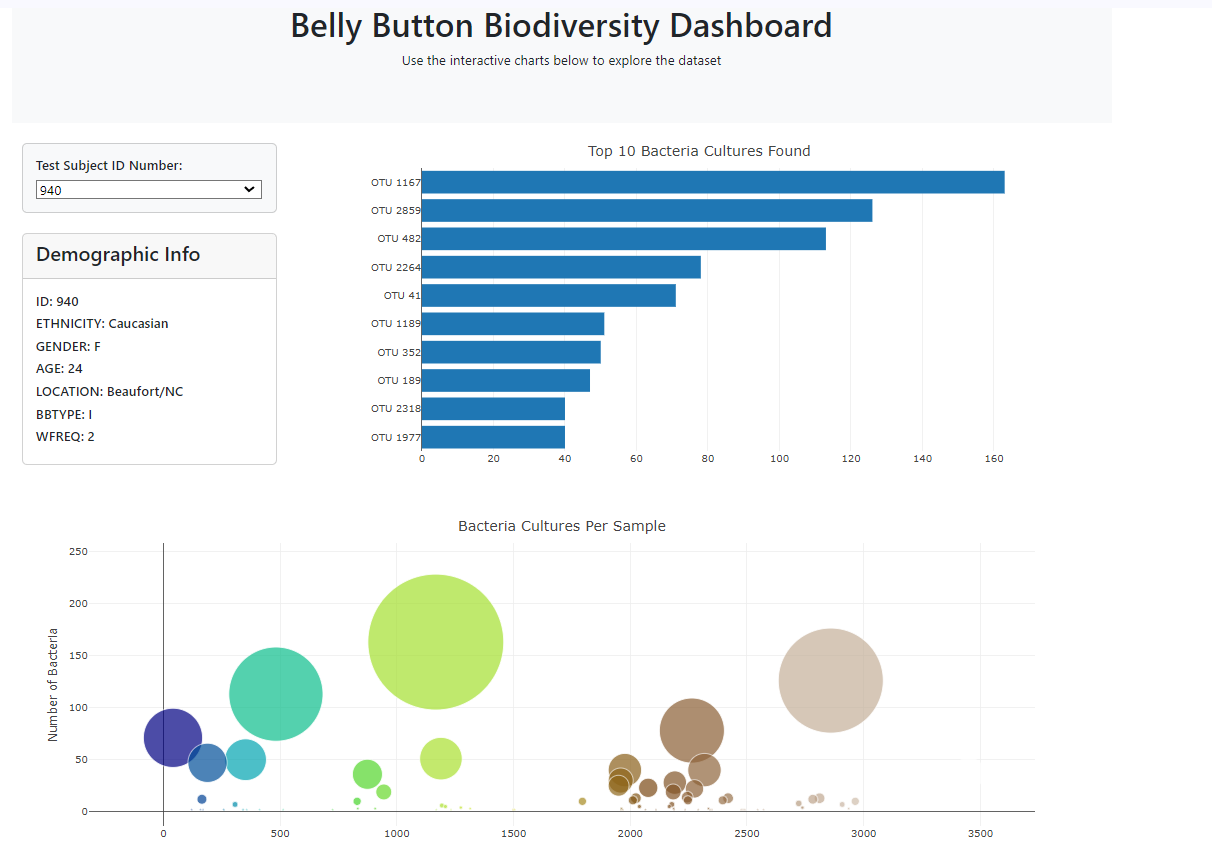 Belly Button Biodiversity Dashboard
Use the interactive charts below to explore the dataset
Test Subject ID Number:
940
Demographic Info
ID: 940
ETHNICITY: Caucasian
GENDER: F
AGE: 24
LOCATION: Beaufort/NC
BBTYPE: I
WFREQ: 2
Top 10 Bacteria Cultures Found
OTU 1167
OTU 2859
OTU 482
OTU 2264
OTU 41
OTU 1189
OTU 352
OTU 189
OTU 2318
OTU 1977
0 20 40 60 80 100 120 140 160
Bacteria Cultures Per Sample
Number of Bacteria
250
200
150
100
50
0
0 500 1000 1500 2000 2500 3000 3500